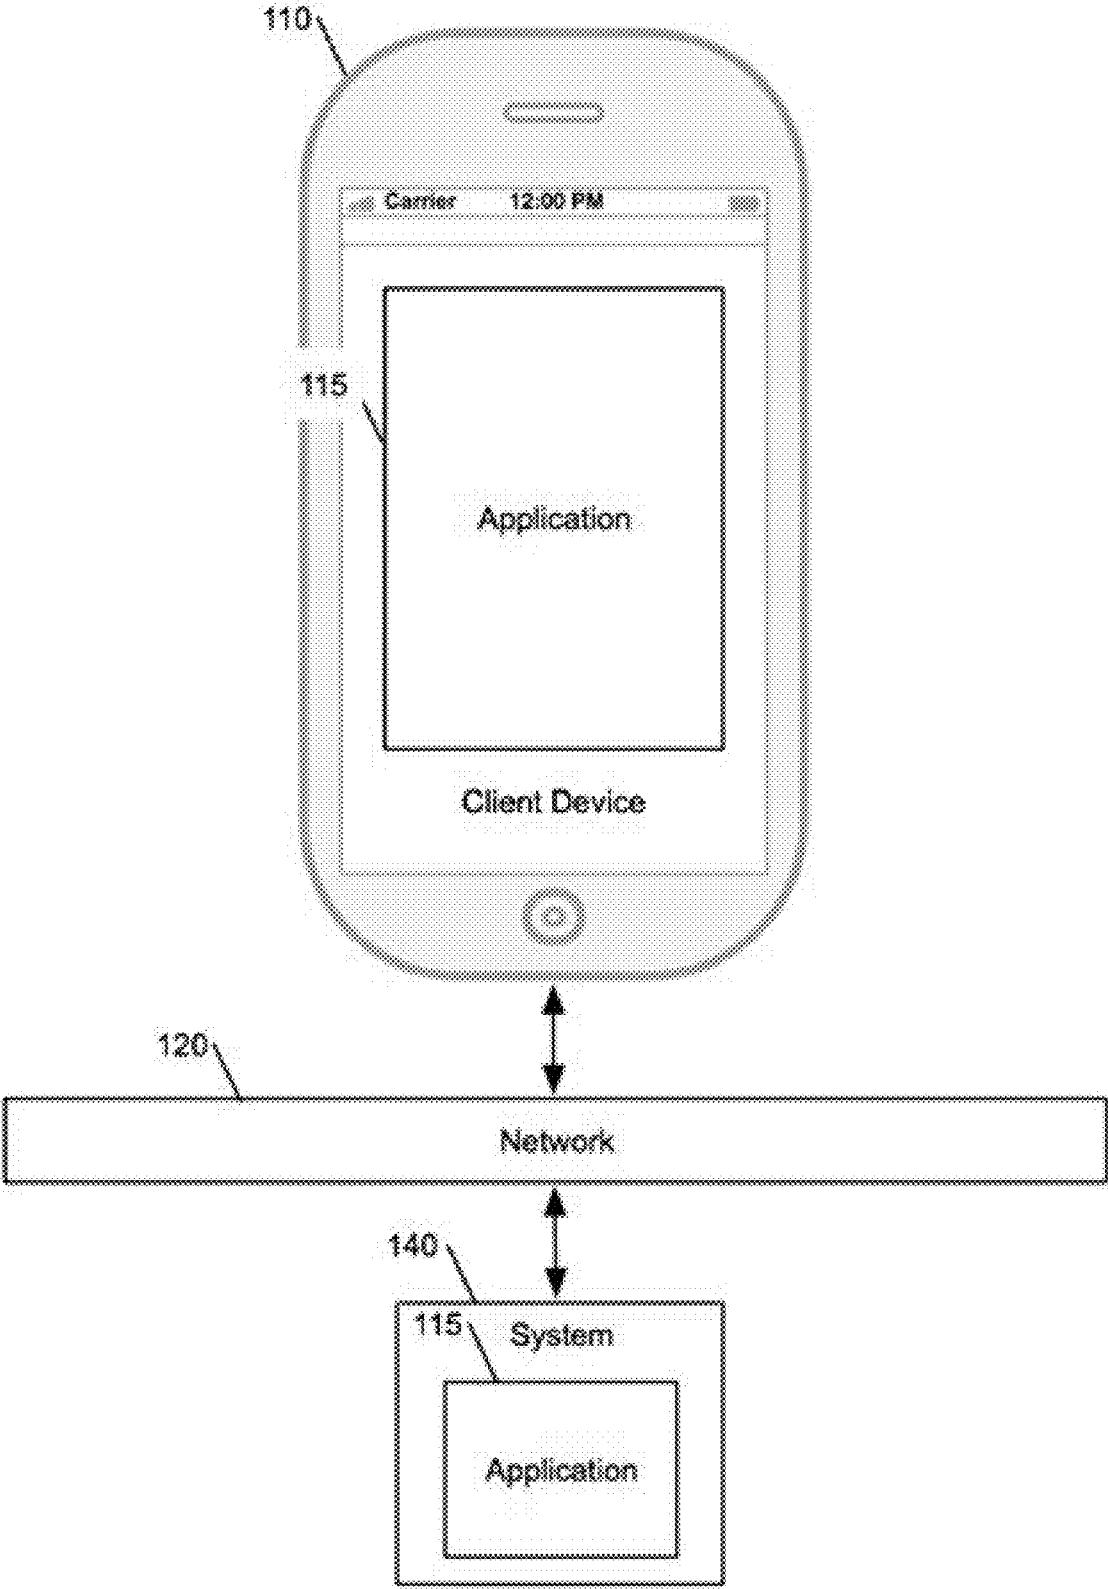 110
Carrier 12:00 PM
115
Application
Client Device
120
Network
140
115 System
Application